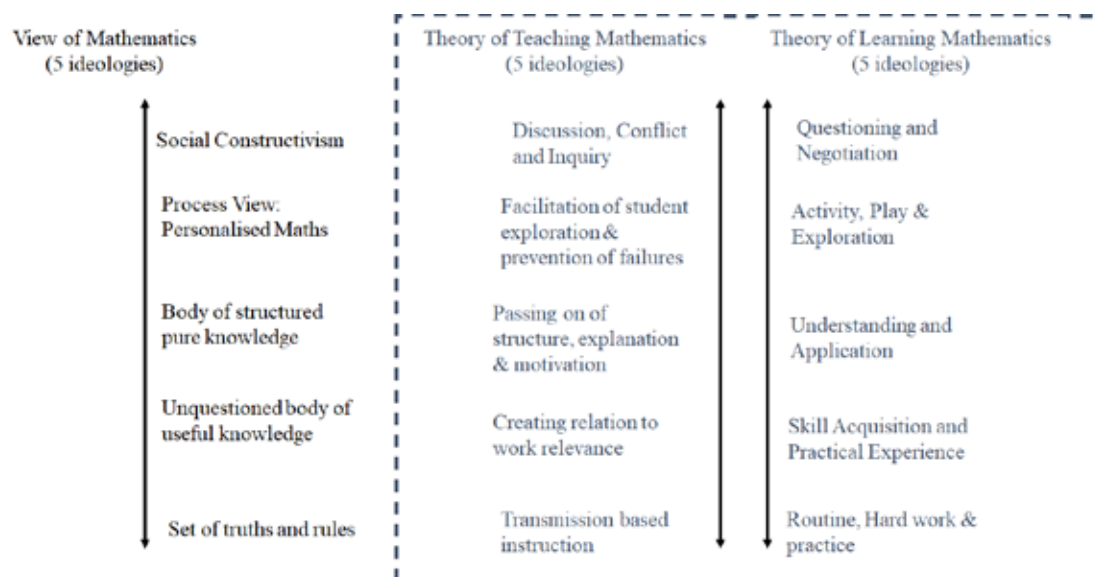 View of Mathematics
(5 ideologies)
Social Constructivism
Process View:
Personalised Maths
Body of structured
pure knowledge
Unquestioned body of
useful knowledge
Set of truths and rules
Theory of Teaching Mathematics
(5 ideologies)
Discussion, Conflict
and Inquiry
Facilitation of student
exploration &
prevention of failures
Passing on of
structure, explanation
& motivation
Creating relation to
work relevance
Transmission based
instruction
Theory of Learning Mathematics
(5 ideologies)
Questioning and
Negotiation
Activity, Play &
Exploration
Understanding and
Application
Skill Acquisition and
Practical Experience
Routine, Hard work &
practice